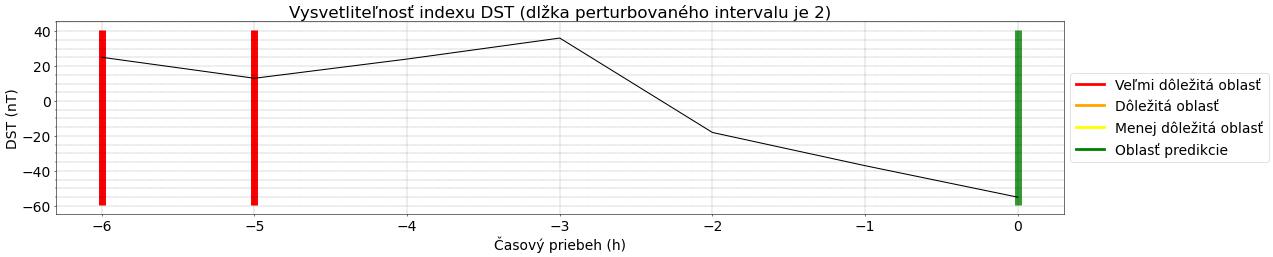 Vysvetliteľnosť indexu DST (dlžka perturbovaného intervalu je 2)
DST (nT)
40
20
0
−20
−40
−60
−6
−5
−4
−3
−2
−1
0
Časový priebeh (h)
Veľmi dôležitá oblasť
Dôležitá oblasť
Menej dôležitá oblasť
Oblasť predikcie